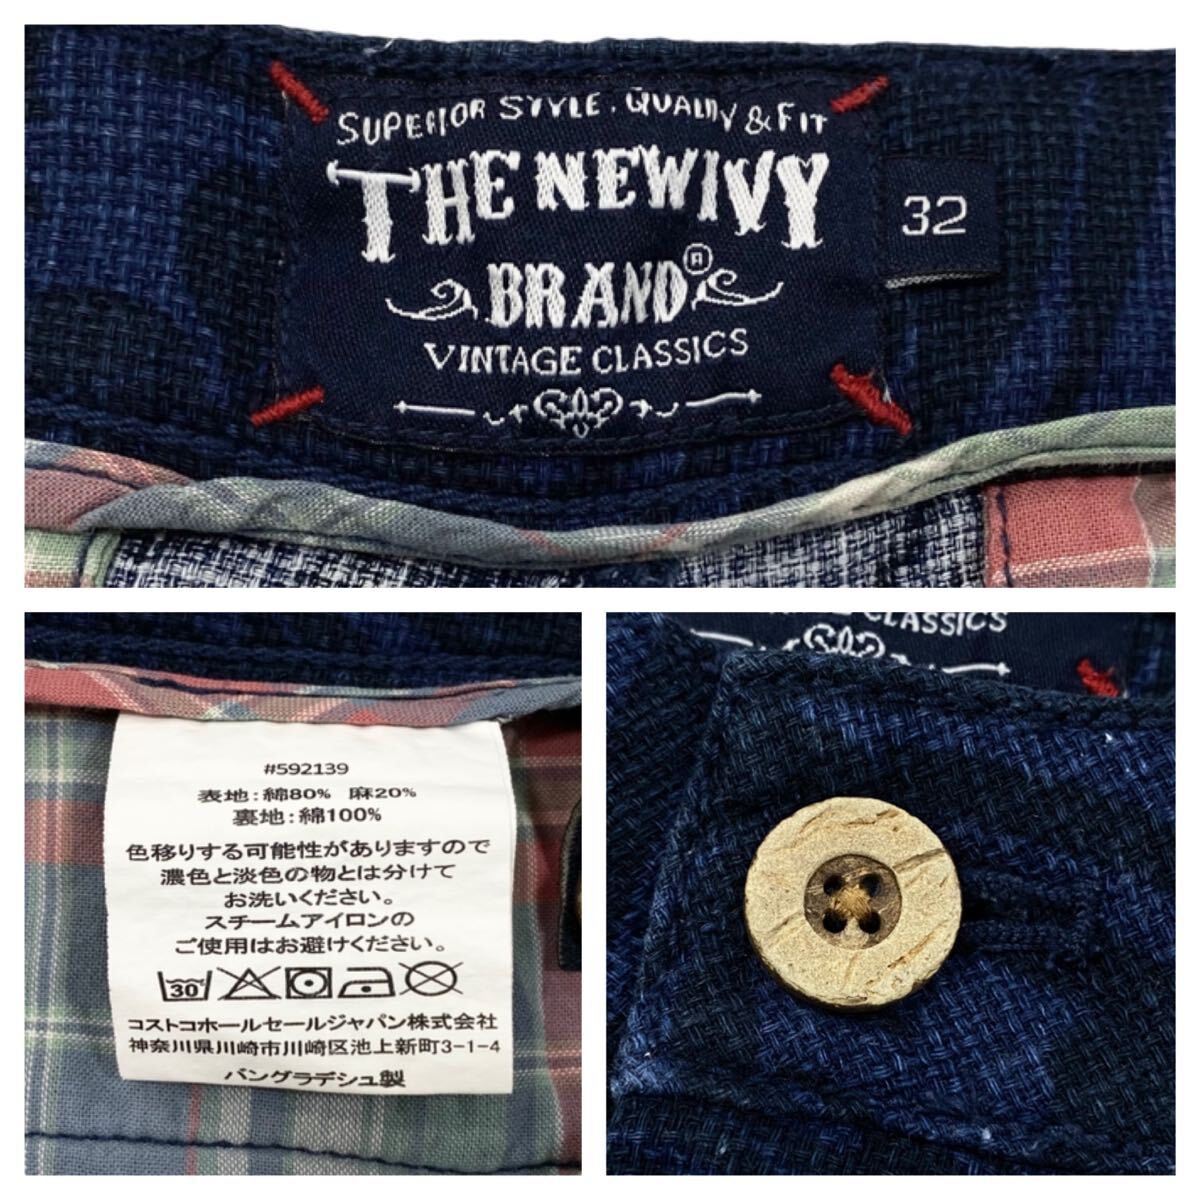 SUPERIOR STYLE. QUALITY & FIT
THE NEW IVY
BRAND®
VINTAGE CLASSICS
32
#592139
表地：綿80% 麻20%
裏地：綿100%
色移りする可能性がありますので
濃色と淡色の物とは分けて
お洗いください。
スチームアイロンの
ご使用はお避けください。
30
コストコホールセールジャパン株式会社
神奈川県川崎市川崎区池上新町3-1-4
バングラデシュ製
CLASSICS